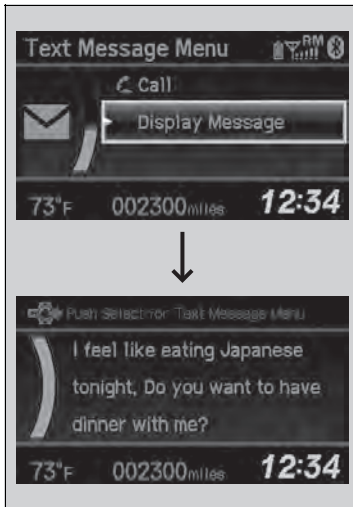 Text Message Menu RM
Call
Display Message
73°F 002300miles 12:34
Push Select for Text Message Menu
I feel like eating Japanese
tonight, Do you want to have
dinner with me?
73°F 002300miles 12:34